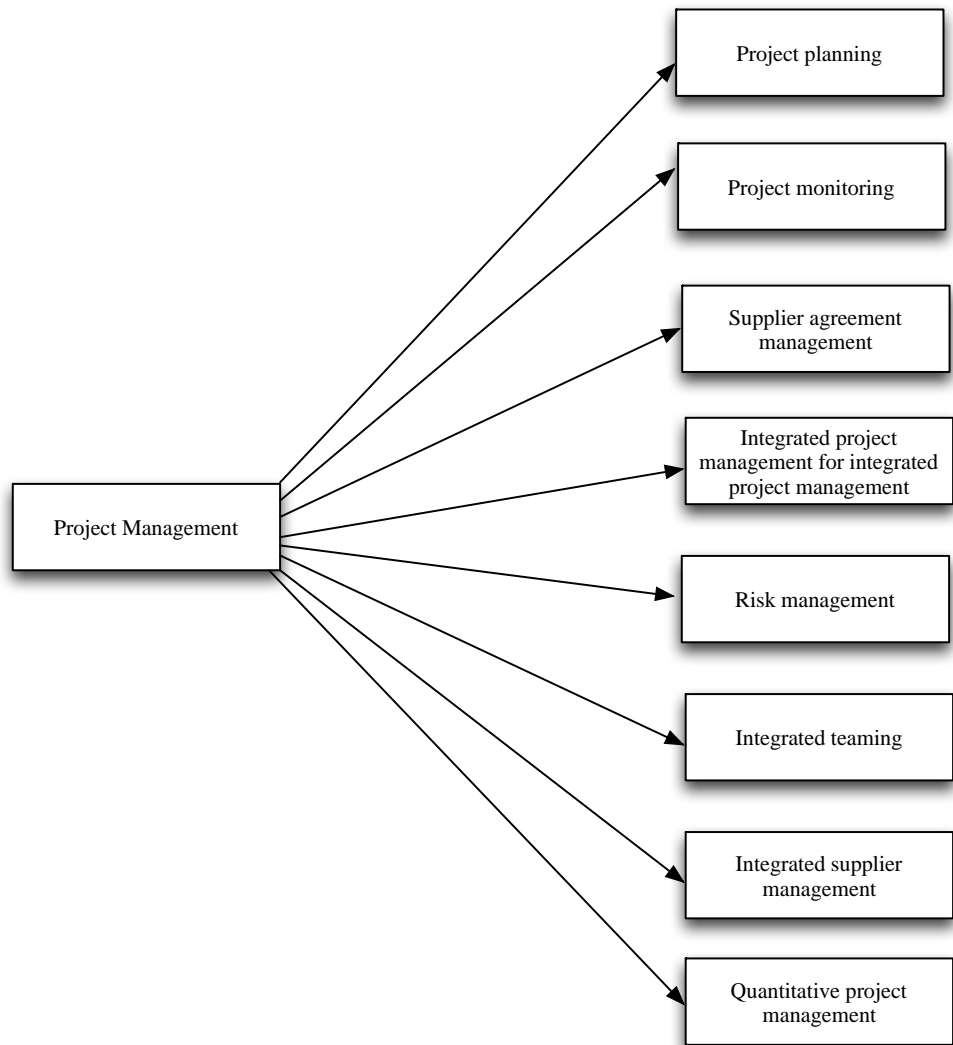 Project planning
Project monitoring
Supplier agreement
management
Integrated project
management for integrated
project management
Project Management
Risk management
Integrated teaming
Integrated supplier
management
Quantitative project
management